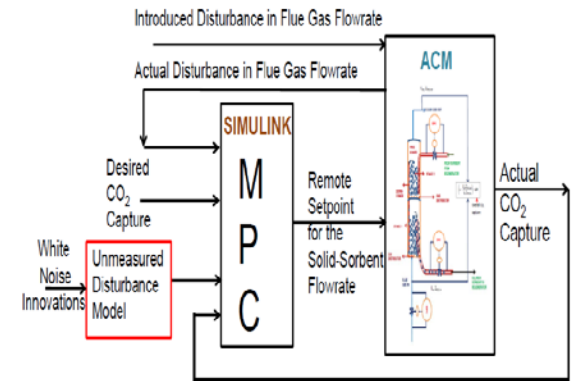 Introduced Disturbance in Flue Gas Flowrate
ACM
Actual Disturbance in Flue Gas Flowrate
SIMULINK
M
P
C
Desired
CO2
Capture
Remote
Setpoint
for the
Solid-Sorbent
Flowrate
Actual
CO2
Capture
White
Noise
Innovations
Unmeasured
Disturbance
Model